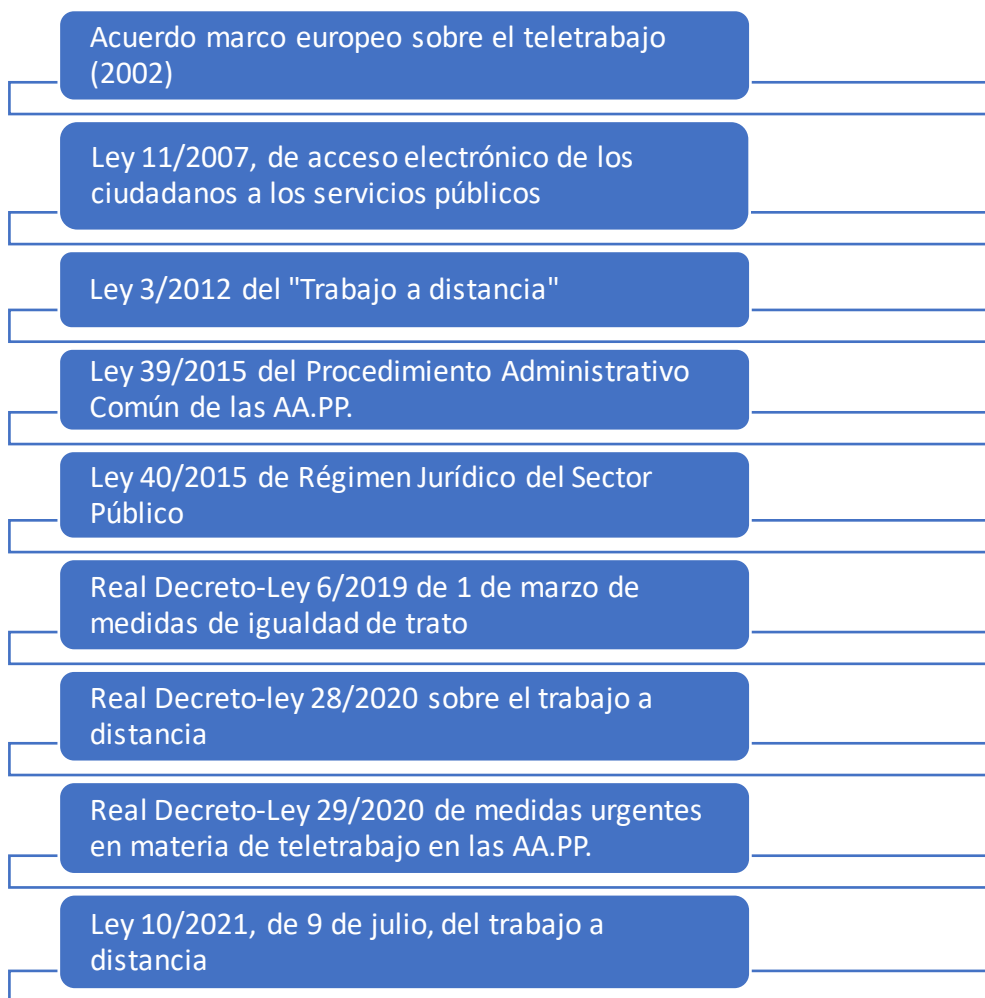 Acuerdo marco europeo sobre el teletrabajo
(2002)
Ley 11/2007, de acceso electrónico de los
ciudadanos a los servicios públicos
Ley 3/2012 del "Trabajo a distancia"
Ley 39/2015 del Procedimiento Administrativo
Común de las AA.PP.
Ley 40/2015 de Régimen Jurídico del Sector
Público
Real Decreto-Ley 6/2019 de 1 de marzo de
medidas de igualdad de trato
Real Decreto-ley 28/2020 sobre el trabajo a
distancia
Real Decreto-Ley 29/2020 de medidas urgentes
en materia de teletrabajo en las AA.PP.
Ley 10/2021, de 9 de julio, del trabajo a
distancia